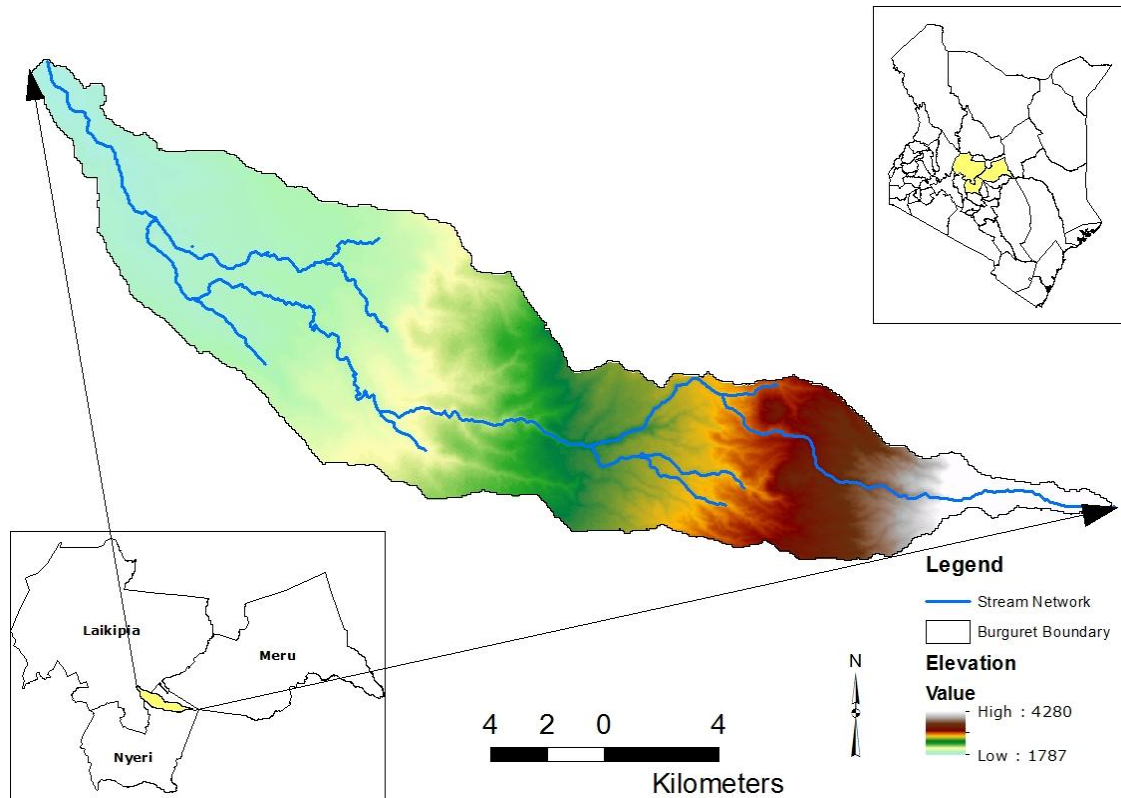 Laikipia
Meru
Nyeri
4 2 0 4
Kilometers
N
Legend
Stream Network
Burguret Boundary
Elevation
Value
High : 4280
Low : 1787